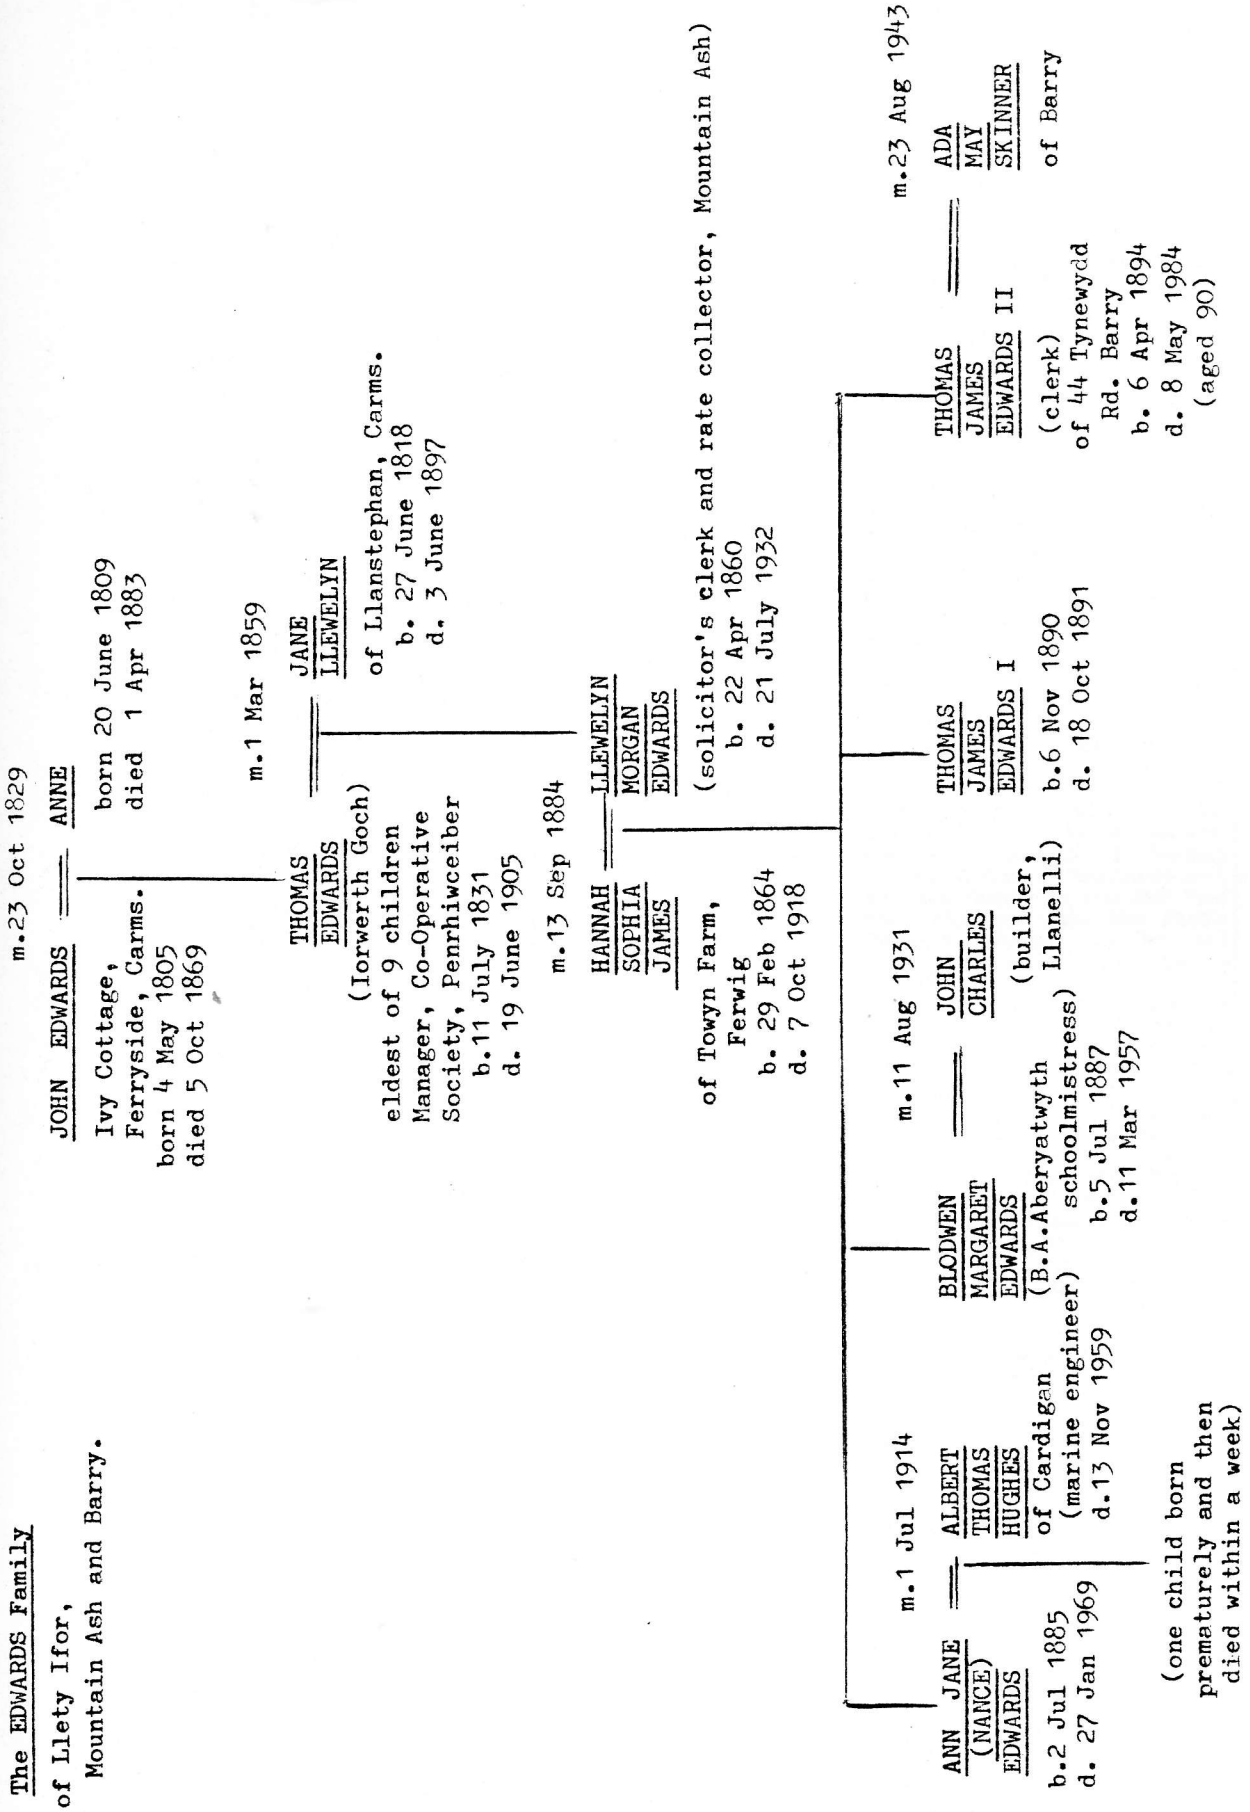 The EDWARDS Family
of Llety Ifor,
Mountain Ash and Barry.
m.23 Oct 1829
JOHN EDWARDS
ANNE
Ivy Cottage,
Ferryside, Carms.
born 4 May 1805
died 5 Oct 1869
born 20 June 1809
died 1 Apr 1883
m.1 Mar 1859
THOMAS
EDWARDS
(Iorwerth Goch)
eldest of 9 children
Manager, Co-Operative
Society, Penrhiwceiber
b.11 July 1831
d. 19 June 1905
JANE
LLEWELYN
of Llanstephan, Carms.
b. 27 June 1818
d. 3 June 1897
m.13 Sep 1884
HANNAH
SOPHIA
JAMES
of Towyn Farm,
Ferwig
b. 29 Feb 1864
d. 7 Oct 1918
LLEWELYN
MORGAN
EDWARDS
(solicitor's clerk and rate collector, Mountain Ash)
b. 22 Apr 1860
d. 21 July 1932
m.1 Jul 1914
ANN JANE
(NANCE)
EDWARDS
b.2 Jul 1885
d. 27 Jan 1969
ALBERT
THOMAS
HUGHES
of Cardigan
(marine engineer)
d.13 Nov 1959
(one child born
prematurely and then
died within a week)
m.11 Aug 1931
BLODWEN
MARGARET
EDWARDS
(B.A.Aberyatwyth
schoolmistress)
b.5 Jul 1887
d.11 Mar 1957
JOHN
CHARLES
(builder,
Llanelli)
THOMAS
JAMES
EDWARDS I
b.6 Nov 1890
d. 18 Oct 1891
m.23 Aug 1943
THOMAS
JAMES
EDWARDS II
(clerk)
of 44 Tynewydd
Rd. Barry
b. 6 Apr 1894
d. 8 May 1984
(aged 90)
ADA
MAY
SKINNER
of Barry